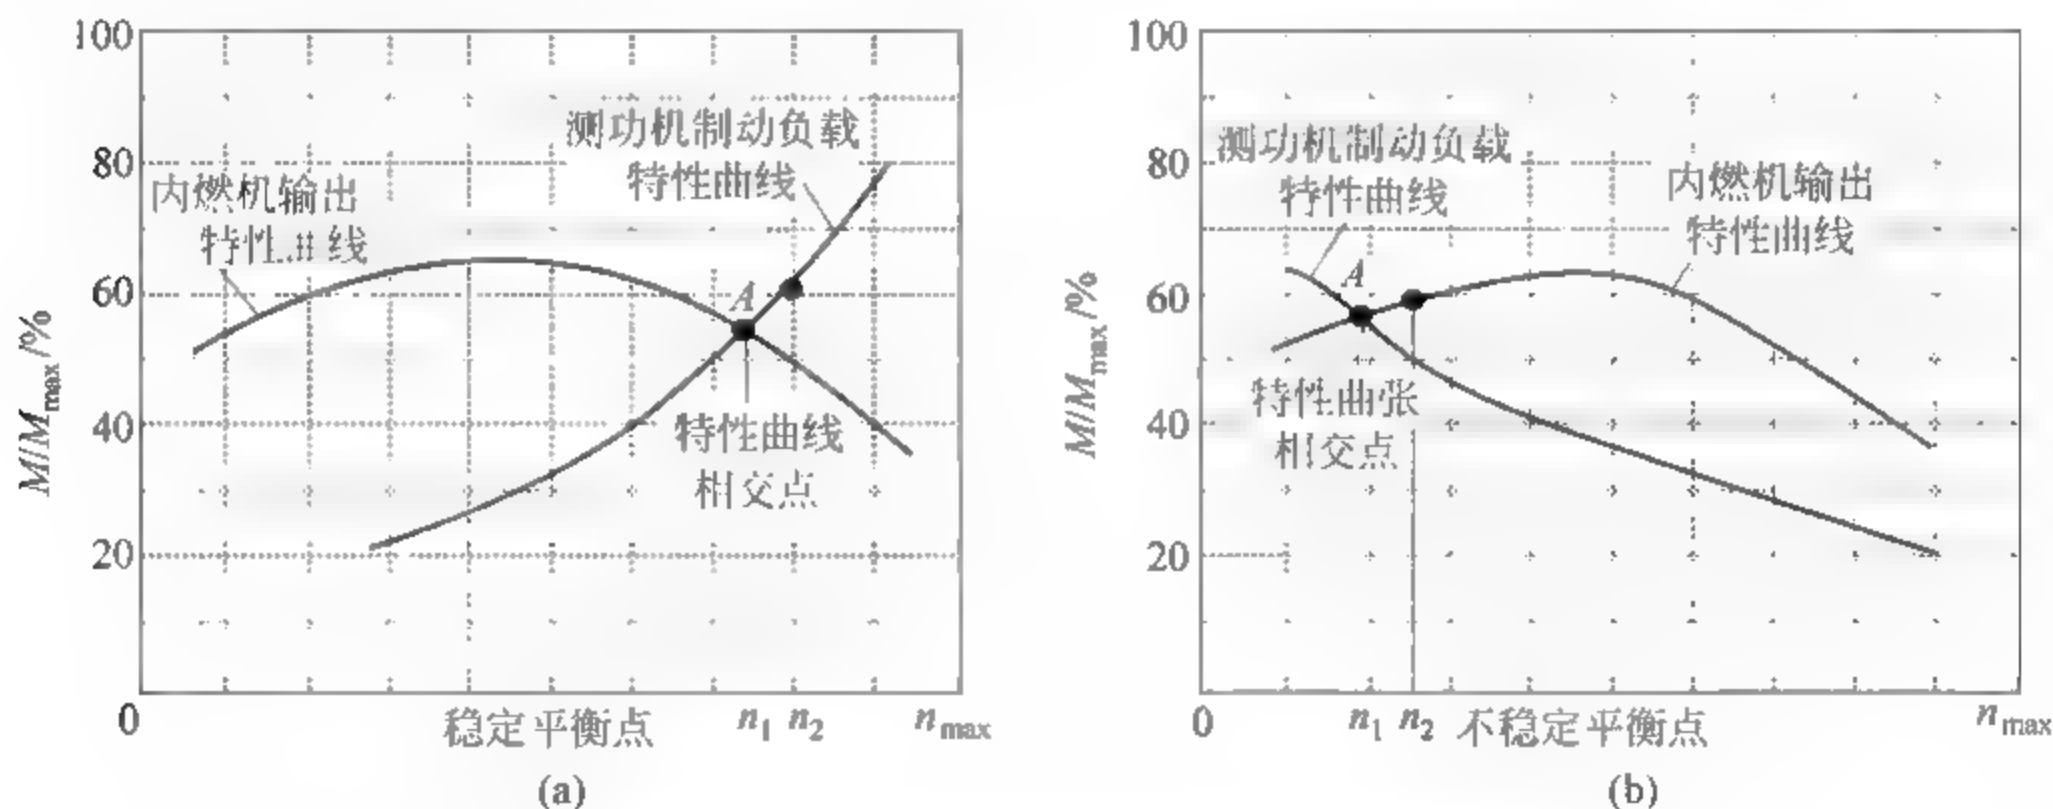 100
80
60
40
20
0
M/Mmax/%
内燃机输出
特性曲线
测功机制动负载
特性曲线
A
特性曲线
相交点
稳定平衡点
n1
n2
nmax
(a)
100
80
60
40
20
0
M/Mmax/%
测功机制动负载
特性曲线
A
内燃机输出
特性曲线
特性曲张
相交点
n1
n2
不稳定平衡点
nmax
(b)